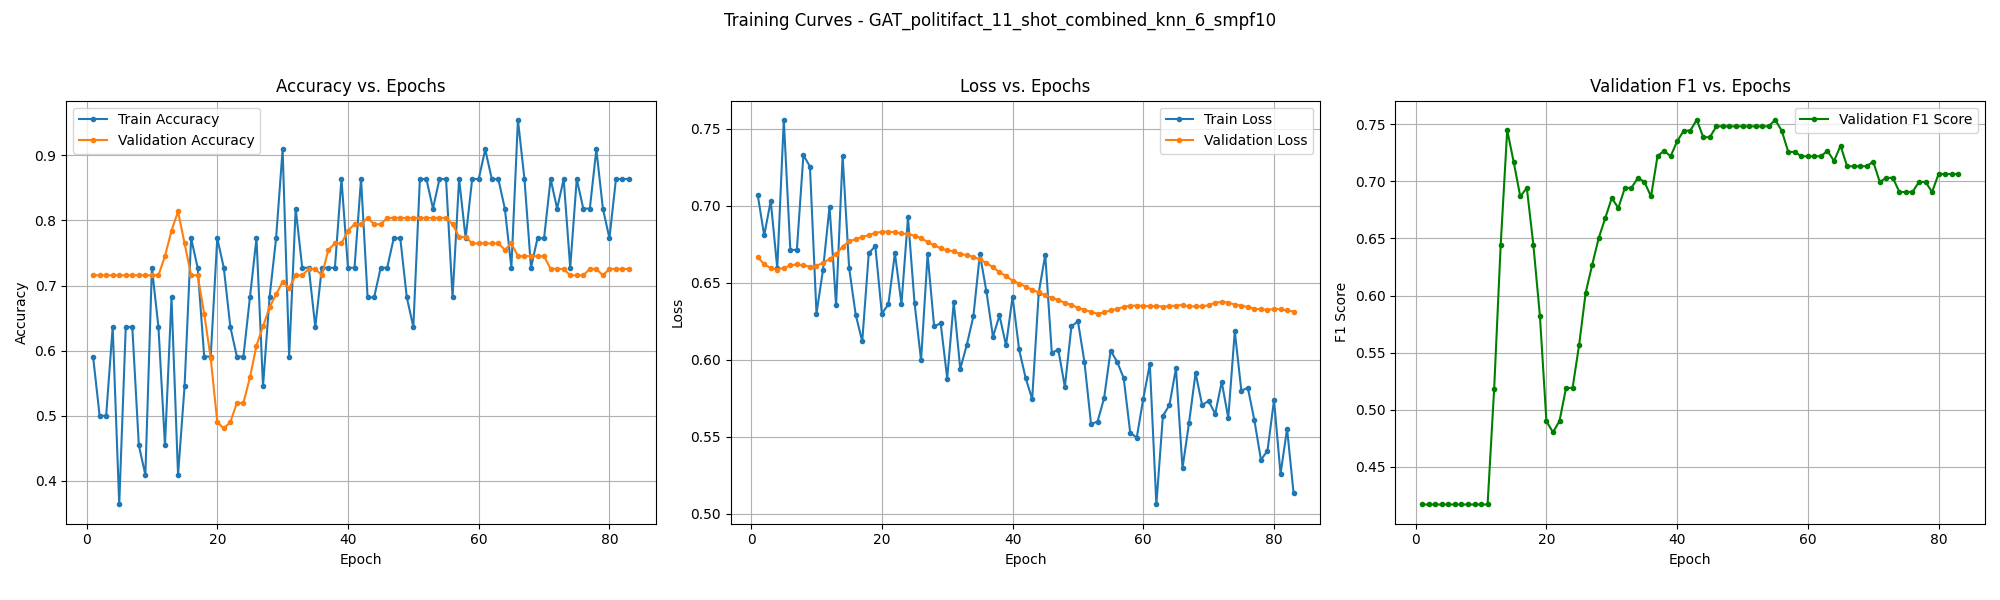 Training Curves - GAT_politifact_11_shot_combined_knn_6_smpf10
Accuracy vs. Epochs
Train Accuracy
Validation Accuracy
Accuracy
0.9
0.8
0.7
0.6
0.5
0.4
0 20 40 60 80
Epoch
Loss vs. Epochs
Train Loss
Validation Loss
Loss
0.75
0.70
0.65
0.60
0.55
0.50
0 20 40 60 80
Epoch
Validation F1 vs. Epochs
Validation F1 Score
F1 Score
0.75
0.70
0.65
0.60
0.55
0.50
0.45
0 20 40 60 80
Epoch